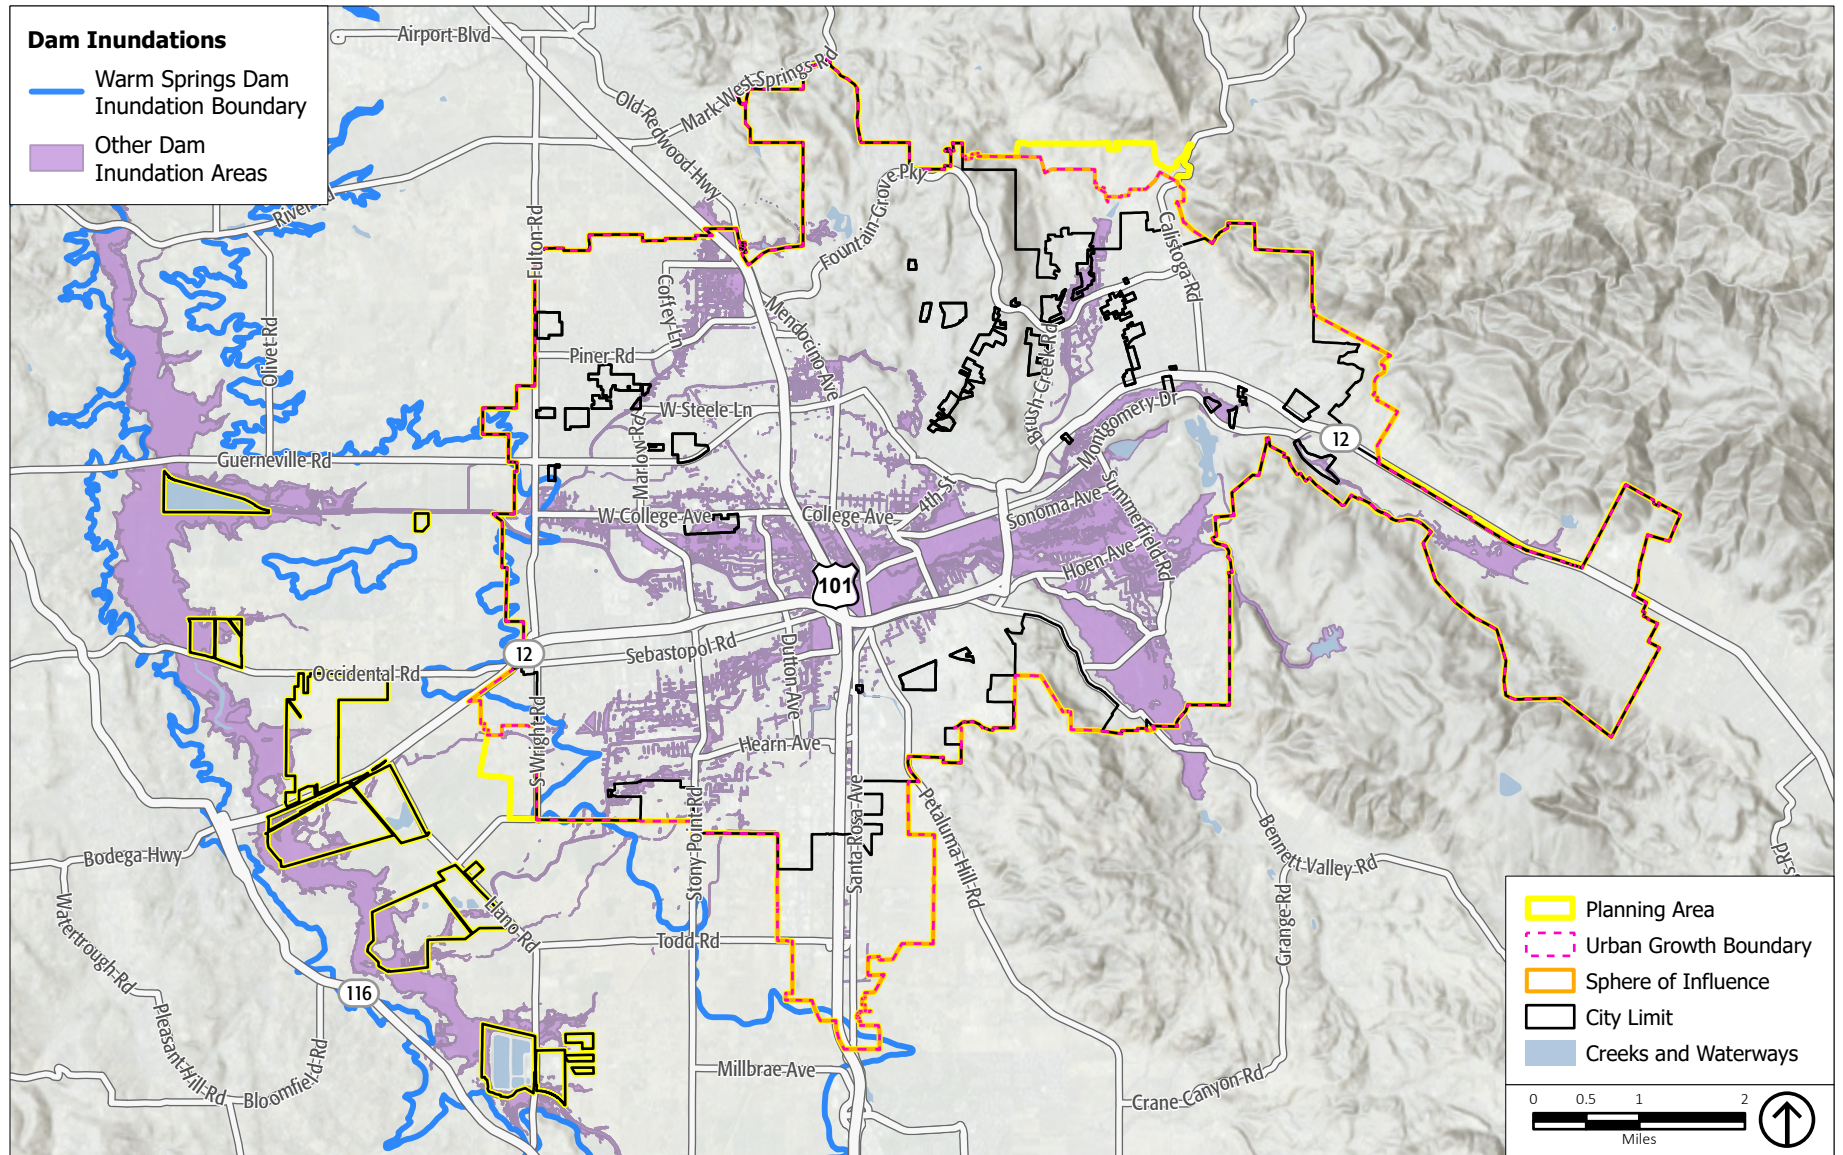 Dam Inundations
Warm Springs Dam
Inundation Boundary
Other Dam
Inundation Areas
Airport Blvd
Old Redwood Hwy
Mark West Springs Rd
River Rd
Fulton Rd
Fountain Grove Pky
Calistoga Rd
Coffey Ln
Mendocino Ave
Olivet Rd
Piner Rd
Brush Creek Rd
W Steele Ln
Marlow Rd
Montgomery Dr
12
Guerneville Rd
4th St
Summerfield Rd
Sonoma Ave
W College Ave
College Ave
Hoen Ave
101
12
Sebastopol Rd
Dutton Ave
Occidental Rd
S Wright Rd
Hearn Ave
Stony Point Rd
Santa Rosa Ave
Petaluma Hill Rd
Bodega Hwy
Bennett Valley Rd
Watertrough Rd
Llano Rd
Todd Rd
Grange Rd
116
Pleasant Hill Rd
Bloomfield Rd
Millbrae Ave
Crane Canyon Rd
ss Rd
Planning Area
Urban Growth Boundary
Sphere of Influence
City Limit
Creeks and Waterways
0 0.5 1 2
Miles